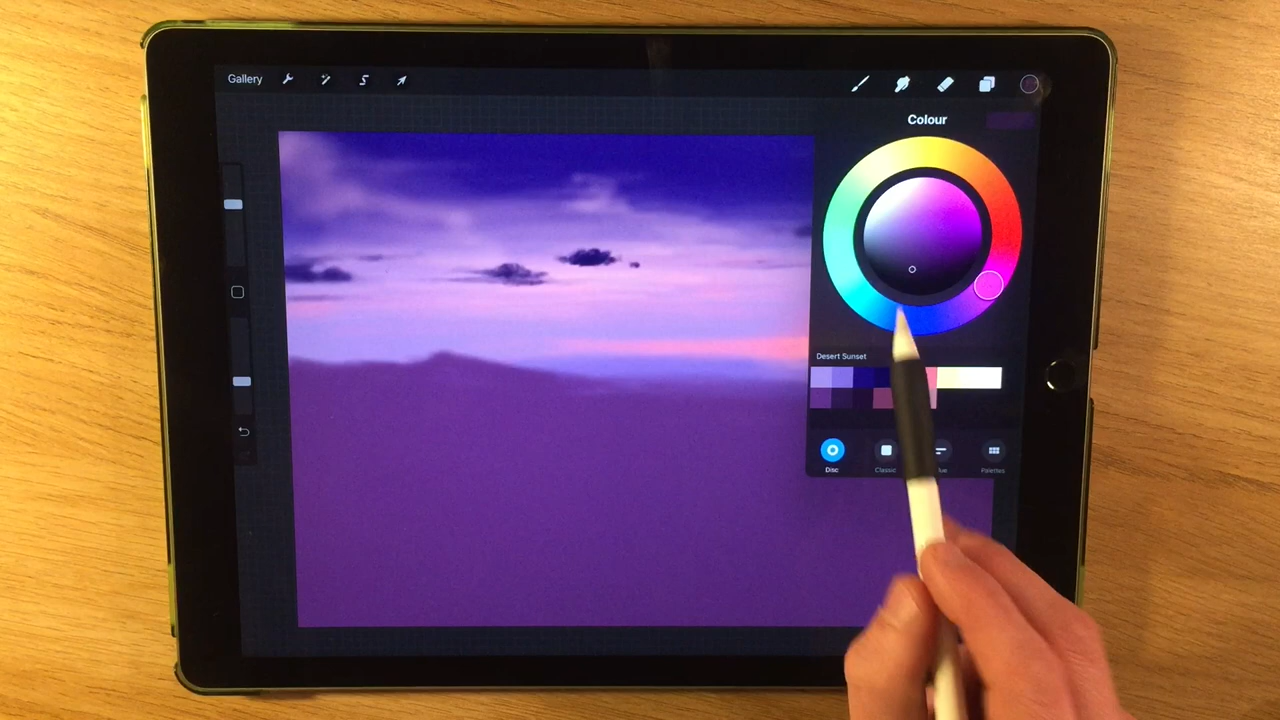 Gallery
Colour
Desert Sunset
Disc
Classic
Palettes